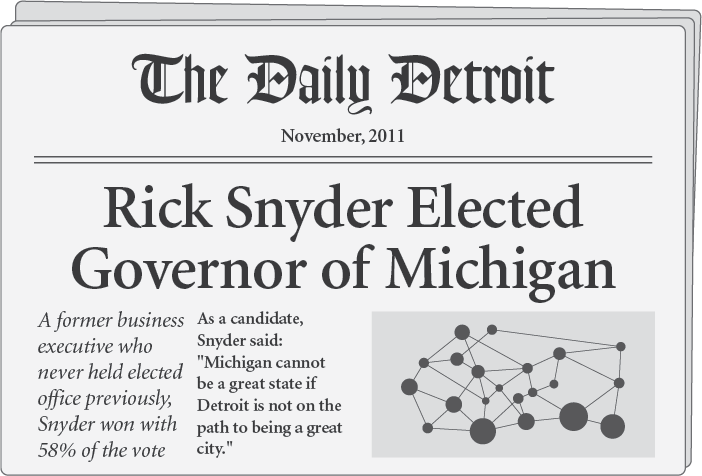 The Daily Detroit
November, 2011
Rick Snyder Elected
Governor of Michigan
A former business
executive who
never held elected
office previously,
Snyder won with
58% of the vote
As a candidate,
Snyder said:
"Michigan cannot
be a great state if
Detroit is not on the
path to being a great
city."